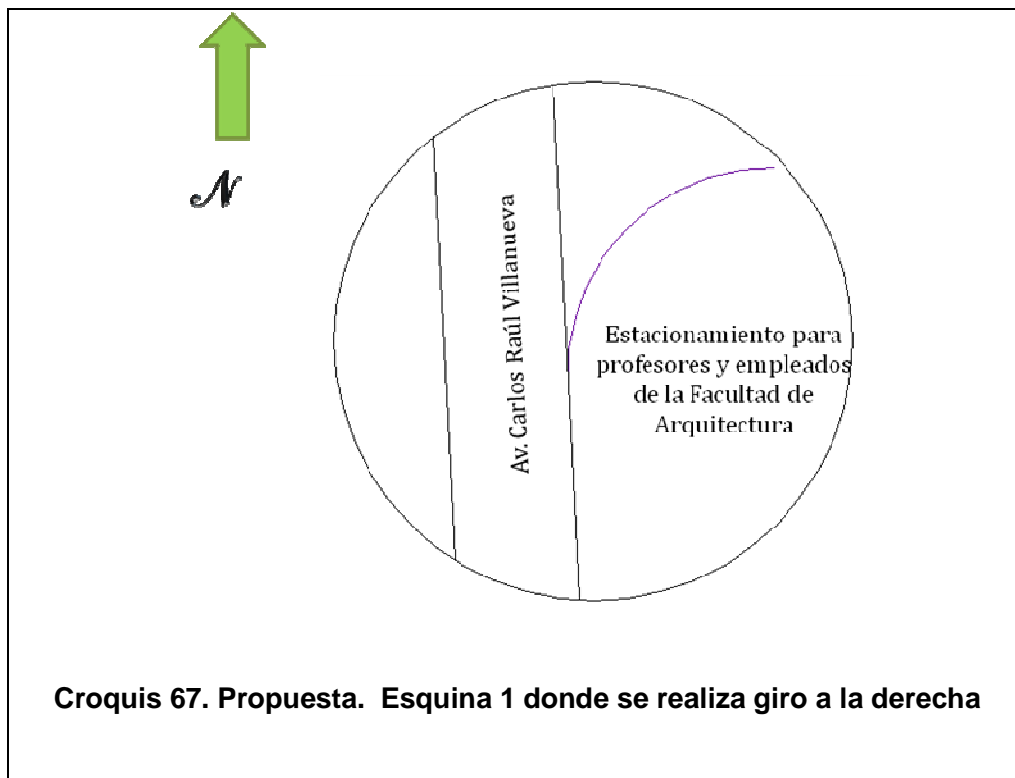 N
Av. Carlos Raúl Villanueva
Estacionamiento para
profesores y empleados
de la Facultad de
Arquitectura
Croquis 67. Propuesta. Esquina 1 donde se realiza giro a la derecha